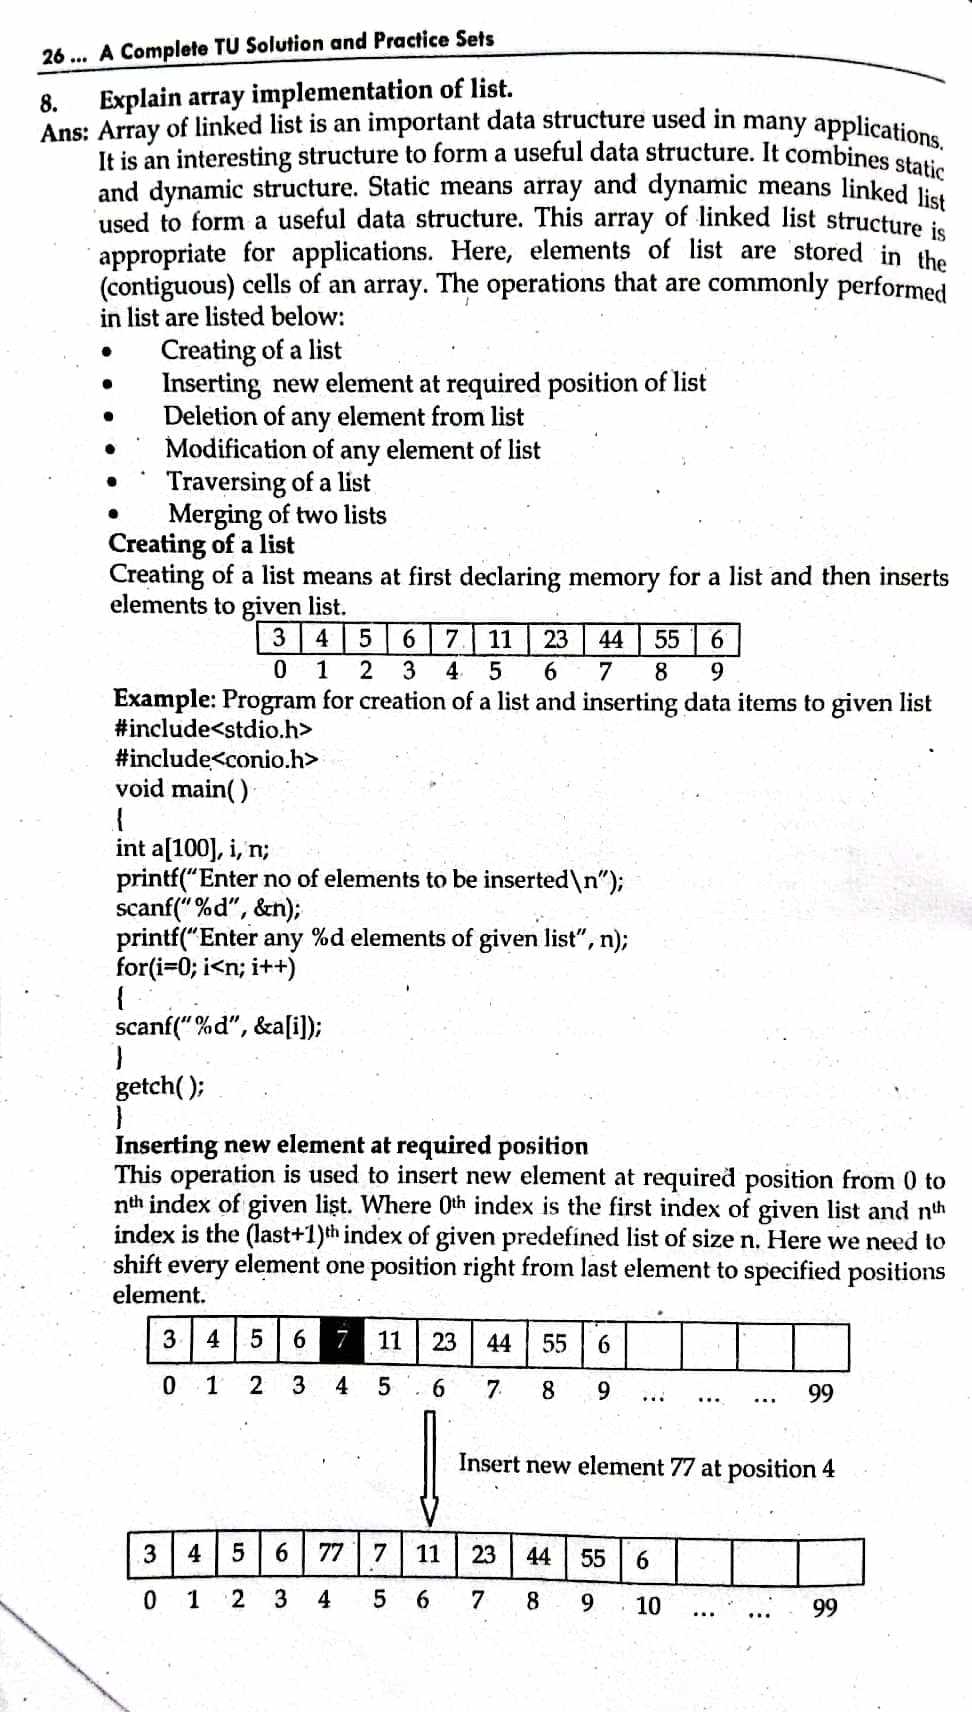 26 ... A Complete TU Solution and Practice Sets
8. Explain array implementation of list.
Ans: Array of linked list is an important data structure used in many applications.
It is an interesting structure to form a useful data structure. It combines static
and dynamic structure. Static means array and dynamic means linked list
used to form a useful data structure. This array of linked list structure is
appropriate for applications. Here, elements of list are stored in the
(contiguous) cells of an array. The operations that are commonly performed
in list are listed below:
• Creating of a list
• Inserting new element at required position of list
• Deletion of any element from list
• Modification of any element of list
• Traversing of a list
• Merging of two lists
Creating of a list
Creating of a list means at first declaring memory for a list and then inserts
elements to given list.
3 4 5 6 7 11 23 44 55 6
0 1 2 3 4 5 6 7 8 9
Example: Program for creation of a list and inserting data items to given list
#include<stdio.h>
#include<conio.h>
void main( )
{
int a[100], i, n;
printf("Enter no of elements to be inserted\n");
scanf("%d", &n);
printf("Enter any %d elements of given list", n);
for(i=0; i<n; i++)
{
scanf("%d", &a[i]);
}
getch( );
}
Inserting new element at required position
This operation is used to insert new element at required position from 0 to
nth index of given list. Where 0th index is the first index of given list and nth
index is the (last+1)th index of given predefined list of size n. Here we need to
shift every element one position right from last element to specified positions
element.
3 4 5 6 7 11 23 44 55 6
0 1 2 3 4 5 6 7 8 9 ... ... ... 99
Insert new element 77 at position 4
3 4 5 6 77 7 11 23 44 55 6
0 1 2 3 4 5 6 7 8 9 10 ... ... 99